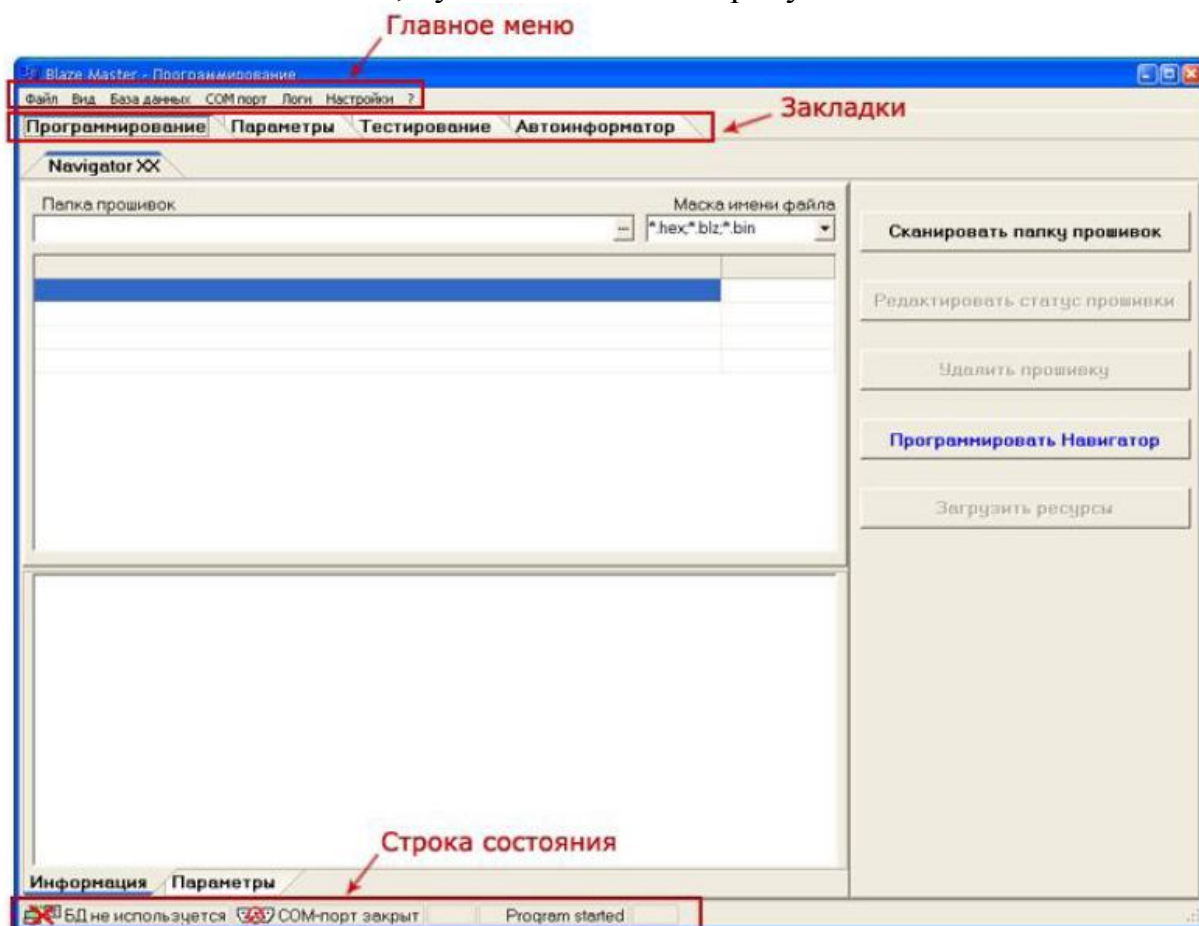 Главное меню
Blaze Master - Программирование
Файл Вид База данных COM порт Логи Настройки ?
Закладки
Программирование Параметры Тестирование Автоинформатор
Navigator XX
Папка прошивок Маска имени файла
... *.hex;*.blz;*.bin
Сканировать папку прошивок
Редактировать статус прошивки
Удалить прошивку
Программировать Навигатор
Загрузить ресурсы
Строка состояния
Информация Параметры
БД не используется COM-порт закрыт Program started